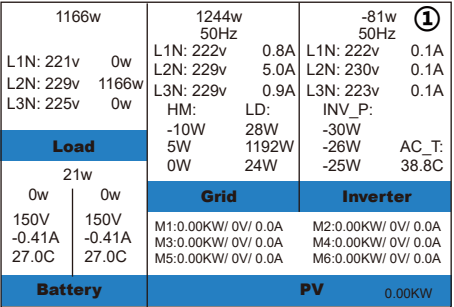 1166w
L1N: 221v 0w
L2N: 229v 1166w
L3N: 225v 0w
Load
1244w
50Hz
L1N: 222v 0.8A
L2N: 229v 5.0A
L3N: 229v 0.9A
HM: LD:
-10W 28W
5W 1192W
0W 24W
Grid
-81w ①
50Hz
L1N: 222v 0.1A
L2N: 230v 0.1A
L3N: 223v 0.1A
INV_P:
-30W
-26W AC_T:
-25W 38.8C
Inverter
21w
0w 0w
150V 150V
-0.41A -0.41A
27.0C 27.0C
Battery
M1:0.00KW/ 0V/ 0.0A M2:0.00KW/ 0V/ 0.0A
M3:0.00KW/ 0V/ 0.0A M4:0.00KW/ 0V/ 0.0A
M5:0.00KW/ 0V/ 0.0A M6:0.00KW/ 0V/ 0.0A
PV 0.00KW